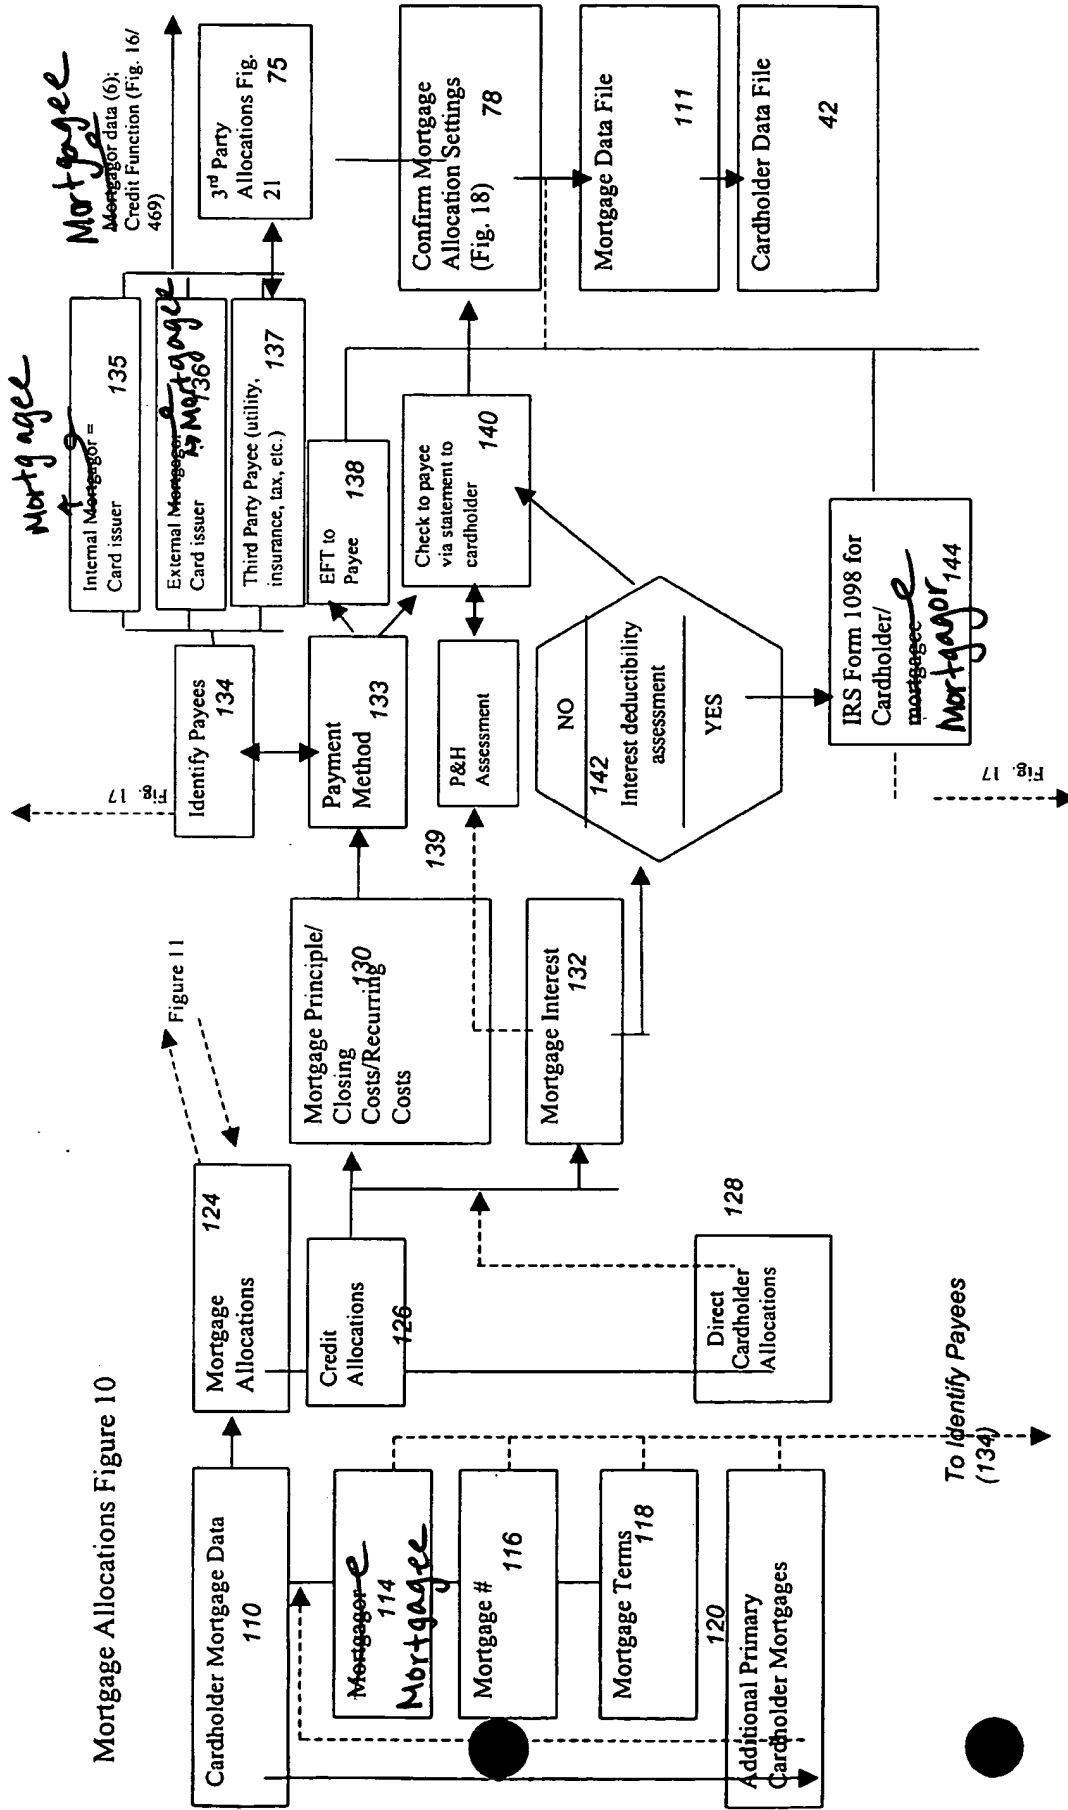 Mortgage Allocations Figure 10
Cardholder Mortgage Data
110
Mortgagor
114
Mortgagee
Mortgage #
116
Mortgage Terms
118
120
Additional Primary
Cardholder Mortgages
To Identify Payees
(134)
Mortgage
Allocations
124
Figure 11
Credit
Allocations
126
Direct
Cardholder
Allocations
128
Mortgage Principle/
Closing
Costs/Recurring
Costs
130
Mortgage Interest
132
Fig. 17
Identify Payees
134
Payment
Method
133
139
P&H
Assessment
NO
142
Interest deductibility
assessment
YES
Mortgagee
Internal Mortgagor =
Card issuer
135
External Mortgogor
Mortgagee
Card issuer
136
Third Party Payee (utility,
insurance, tax, etc.)
137
EFT to
Payee
138
Check to payee
via statement to
cardholder
140
IRS Form 1098 for
Cardholder/
mortgagee
Mortgagor
144
Fig. 17
Mortgagee
Mortgagor data (6);
Credit Function (Fig. 16/
469)
3rd Party
Allocations Fig.
21
75
Confirm Mortgage
Allocation Settings
(Fig. 18)
78
Mortgage Data File
111
Cardholder Data File
42